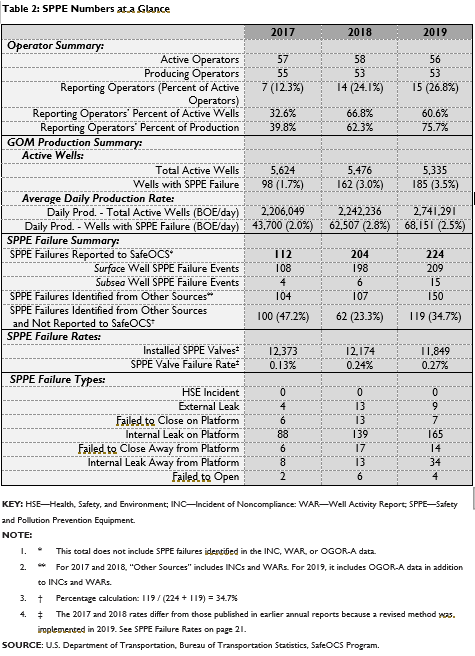 Table 2: SPPE Numbers at a Glance
2017 2018 2019
Operator Summary:
Active Operators 57 58 56
Producing Operators 55 53 53
Reporting Operators (Percent of Active 7 (12.3%) 14 (24.1%) 15 (26.8%)
Operators)
Reporting Operators' Percent of Active Wells 32.6% 66.8% 60.6%
Reporting Operators' Percent of Production 39.8% 62.3% 75.7%
GOM Production Summary:
Active Wells:
Total Active Wells 5,624 5,476 5,335
Wells with SPPE Failure 98 (1.7%) 162 (3.0%) 185 (3.5%)
Average Daily Production Rate:
Daily Prod. - Total Active Wells (BOE/day) 2,206,049 2,242,236 2,741,291
Daily Prod. - Wells with SPPE Failure (BOE/day) 43,700 (2.0%) 62,507 (2.8%) 68,151 (2.5%)
SPPE Failure Summary:
SPPE Failures Reported to SafeOCS* 112 204 224
Surface Well SPPE Failure Events 108 198 209
Subsea Well SPPE Failure Events 4 6 15
SPPE Failures Identified from Other Sources** 104 107 150
SPPE Failures Identified from Other Sources
and Not Reported to SafeOCS† 100 (47.2%) 62 (23.3%) 119 (34.7%)
SPPE Failure Rates:
Installed SPPE Valves‡ 12,373 12,174 11,849
SPPE Valve Failure Rate‡ 0.13% 0.24% 0.27%
SPPE Failure Types:
HSE Incident 0 0 0
External Leak 4 13 9
Failed to Close on Platform 6 13 7
Internal Leak on Platform 88 139 165
Failed to Close Away from Platform 6 17 14
Internal Leak Away from Platform 8 13 34
Failed to Open 2 6 4
KEY: HSE—Health, Safety, and Environment; INC—Incident of Noncompliance: WAR—Well Activity Report; SPPE—Safety
and Pollution Prevention Equipment.
NOTE:
1. * This total does not include SPPE failures identified in the INC, WAR, or OGOR-A data.
2. ** For 2017 and 2018, "Other Sources" includes INCs and WARs. For 2019, it includes OGOR-A data in addition
to INCs and WARs.
3. † Percentage calculation: 119 / (224 + 119) = 34.7%
4. ‡ The 2017 and 2018 rates differ from those published in earlier annual reports because a revised method was
implemented in 2019. See SPPE Failure Rates on page 21.
SOURCE: U.S. Department of Transportation, Bureau of Transportation Statistics, SafeOCS Program.